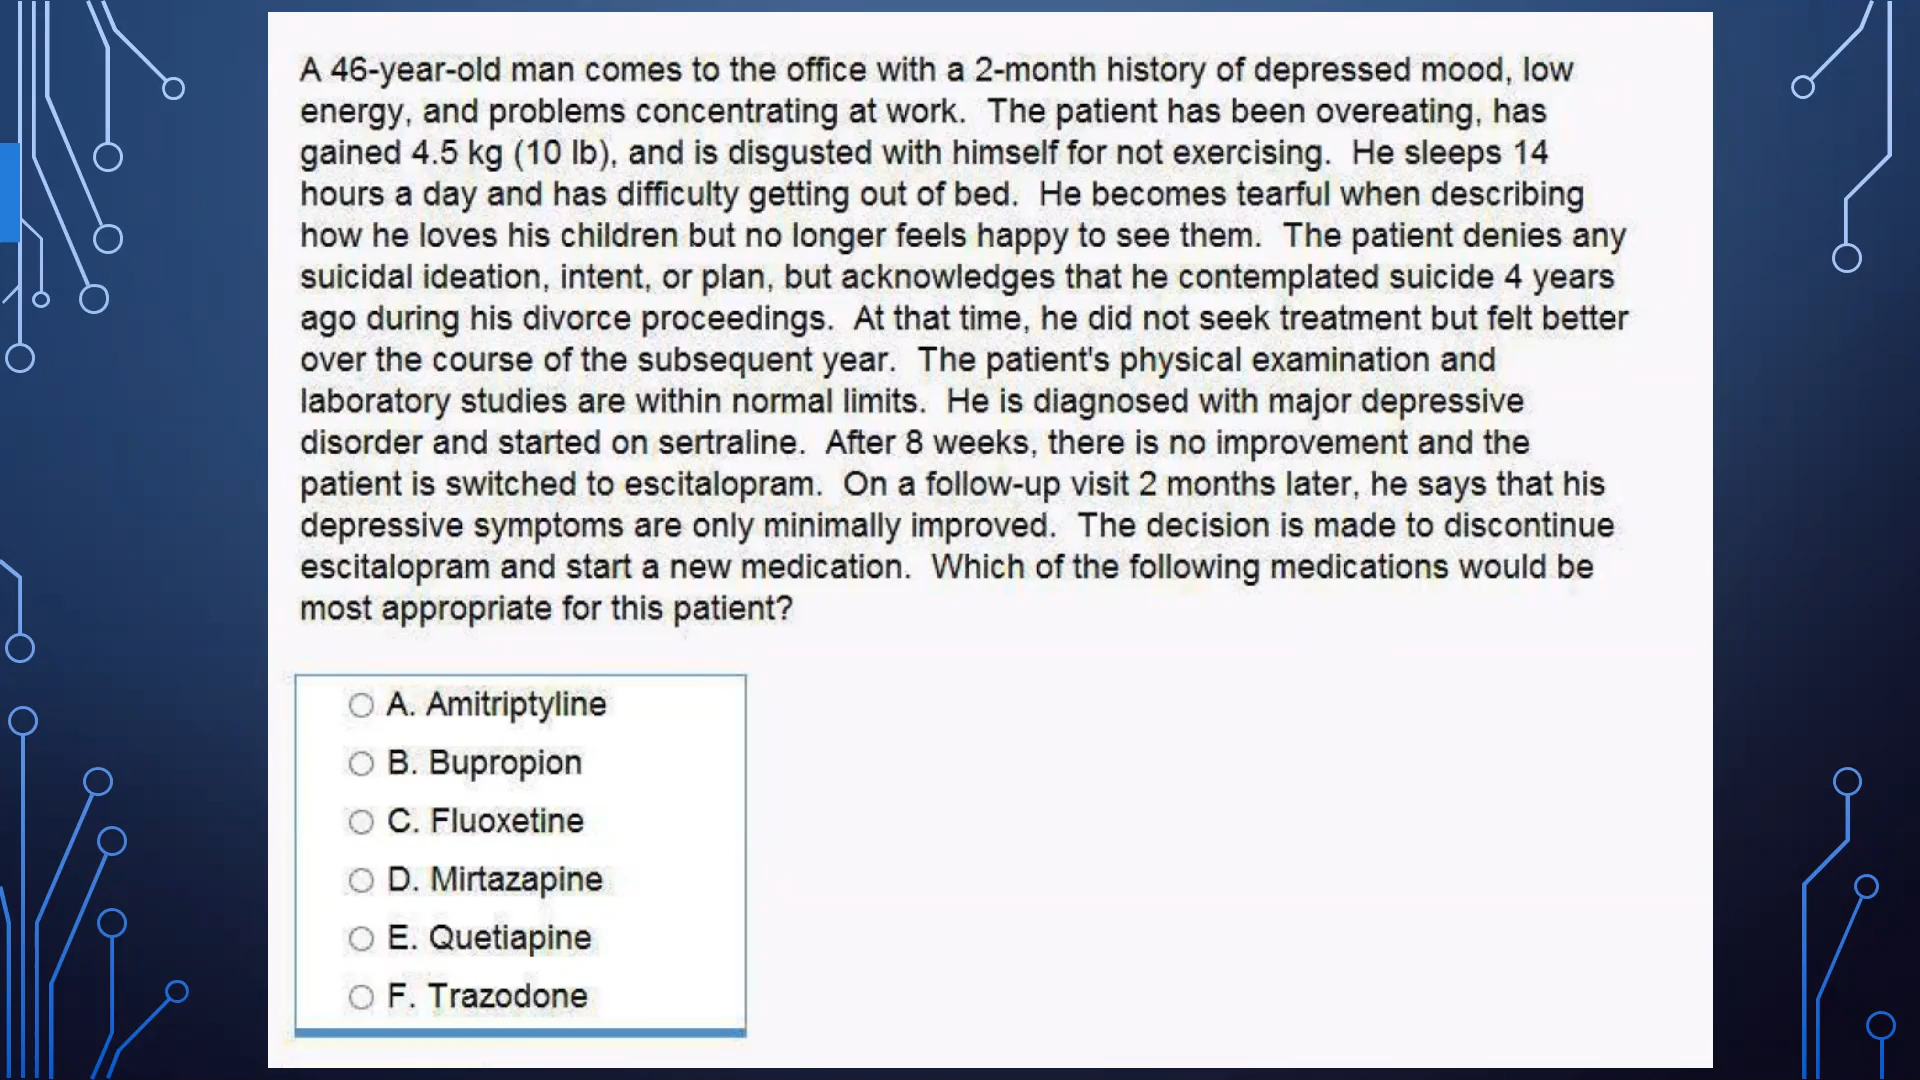 A 46-year-old man comes to the office with a 2-month history of depressed mood, low
energy, and problems concentrating at work.  The patient has been overeating, has
gained 4.5 kg (10 lb), and is disgusted with himself for not exercising.  He sleeps 14
hours a day and has difficulty getting out of bed.  He becomes tearful when describing
how he loves his children but no longer feels happy to see them.  The patient denies any
suicidal ideation, intent, or plan, but acknowledges that he contemplated suicide 4 years
ago during his divorce proceedings.  At that time, he did not seek treatment but felt better
over the course of the subsequent year.  The patient's physical examination and
laboratory studies are within normal limits.  He is diagnosed with major depressive
disorder and started on sertraline.  After 8 weeks, there is no improvement and the
patient is switched to escitalopram.  On a follow-up visit 2 months later, he says that his
depressive symptoms are only minimally improved.  The decision is made to discontinue
escitalopram and start a new medication.  Which of the following medications would be
most appropriate for this patient?
A. Amitriptyline
B. Bupropion
C. Fluoxetine
D. Mirtazapine
E. Quetiapine
F. Trazodone